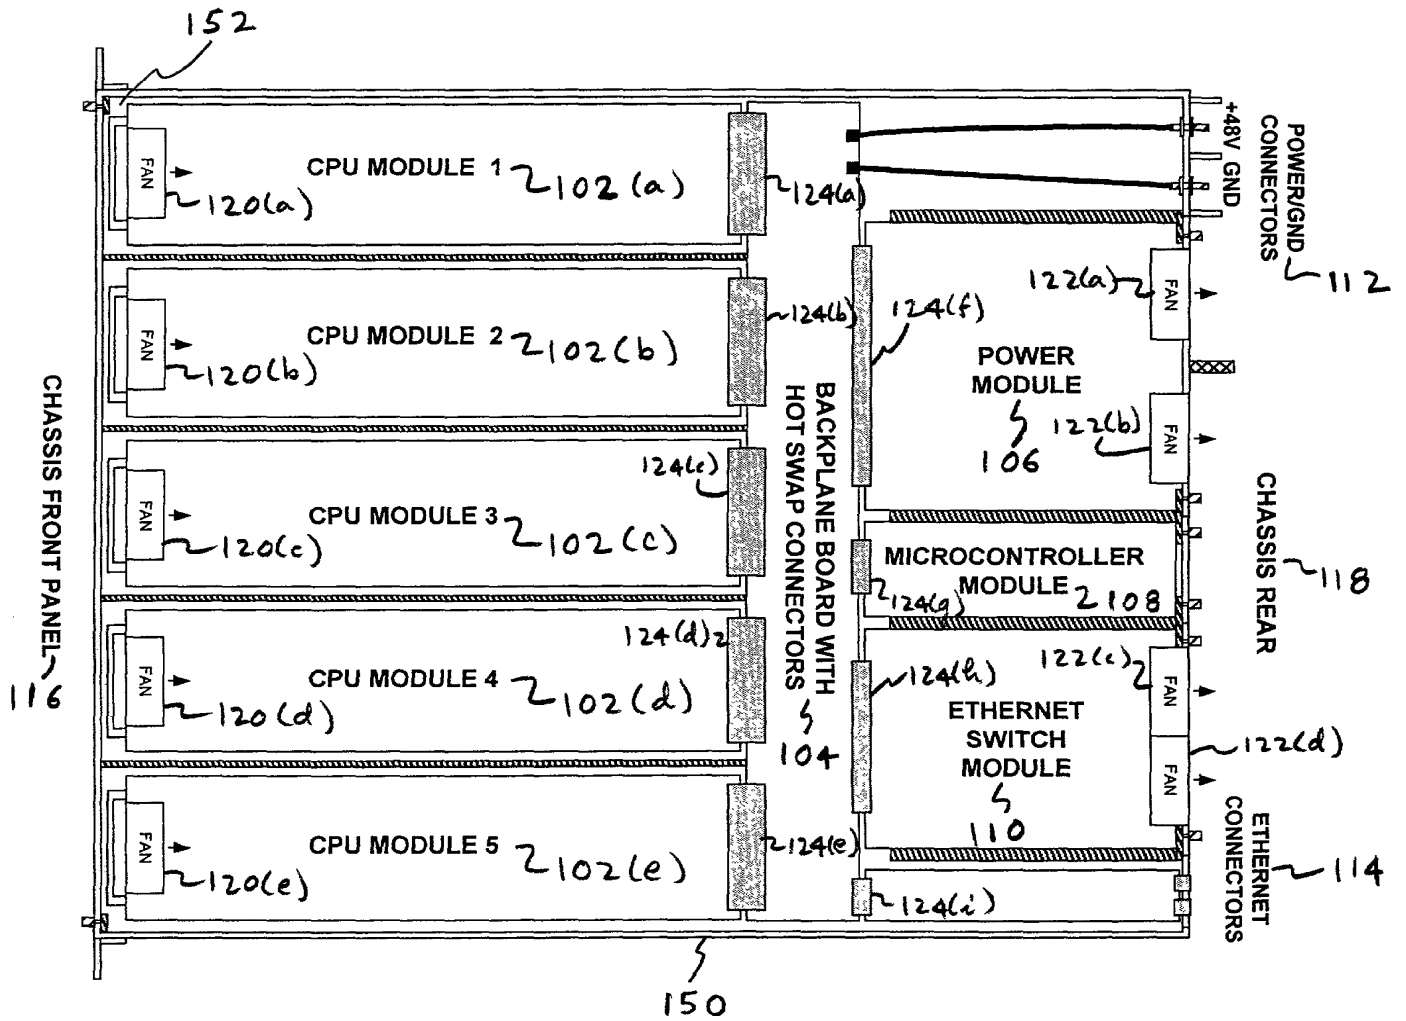 152
FAN
120(a)
CPU MODULE 1
102(a)
124(a)
+48V GND
POWER/GND
CONNECTORS
112
FAN
120(b)
CPU MODULE 2
102(b)
124(b)
124(f)
122(a)
FAN
POWER
MODULE
106
122(b)
FAN
CHASSIS FRONT PANEL
116
FAN
120(c)
CPU MODULE 3
102(c)
124(c)
BACKPLANE BOARD WITH
HOT SWAP CONNECTORS
104
MICROCONTROLLER
MODULE
108
124(g)
CHASSIS REAR
118
FAN
120(d)
CPU MODULE 4
102(d)
124(d)
124(h)
122(c)
FAN
ETHERNET
SWITCH
MODULE
110
122(d)
FAN
FAN
120(e)
CPU MODULE 5
102(e)
124(e)
124(i)
ETHERNET
CONNECTORS
114
150